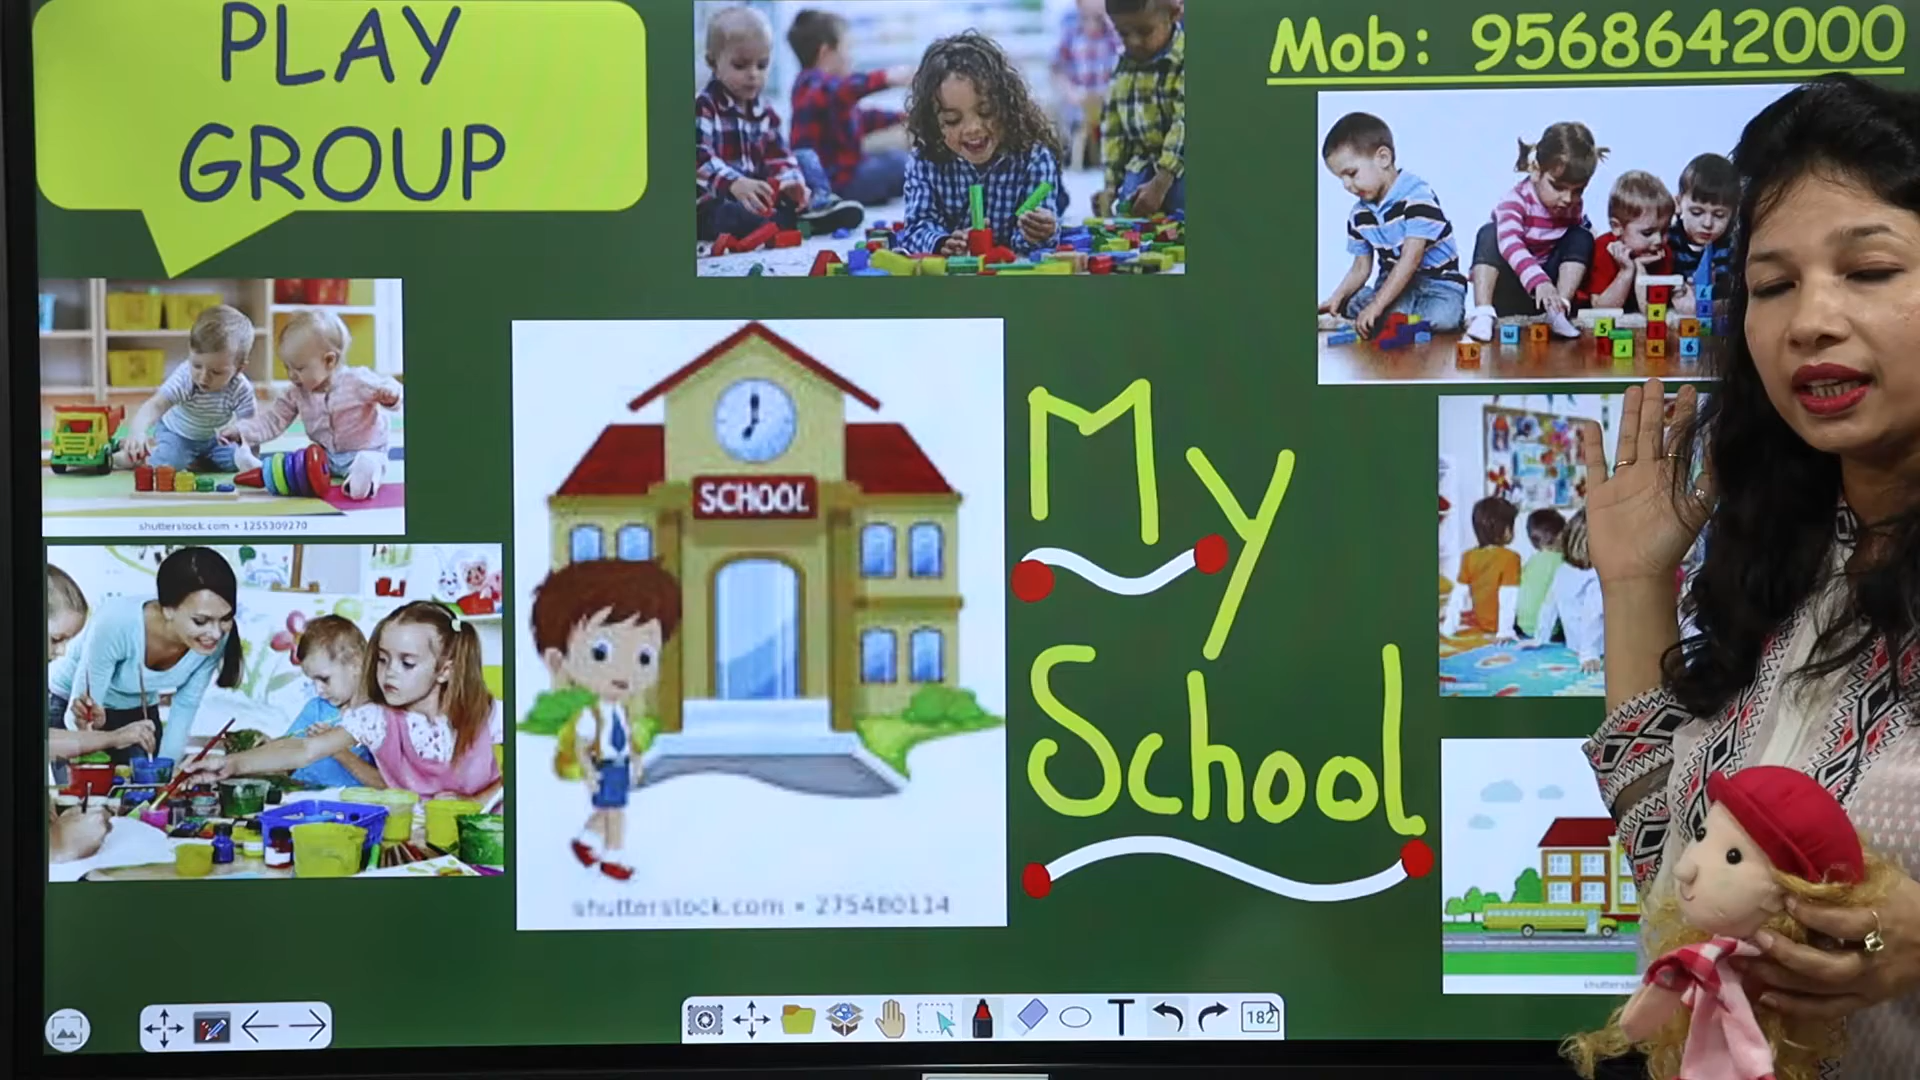 PLAY
GROUP
Mob: 9568642000
SCHOOL
My
School
shutterstock.com • 1255309270
shutterstock.com • 275480114
T
182